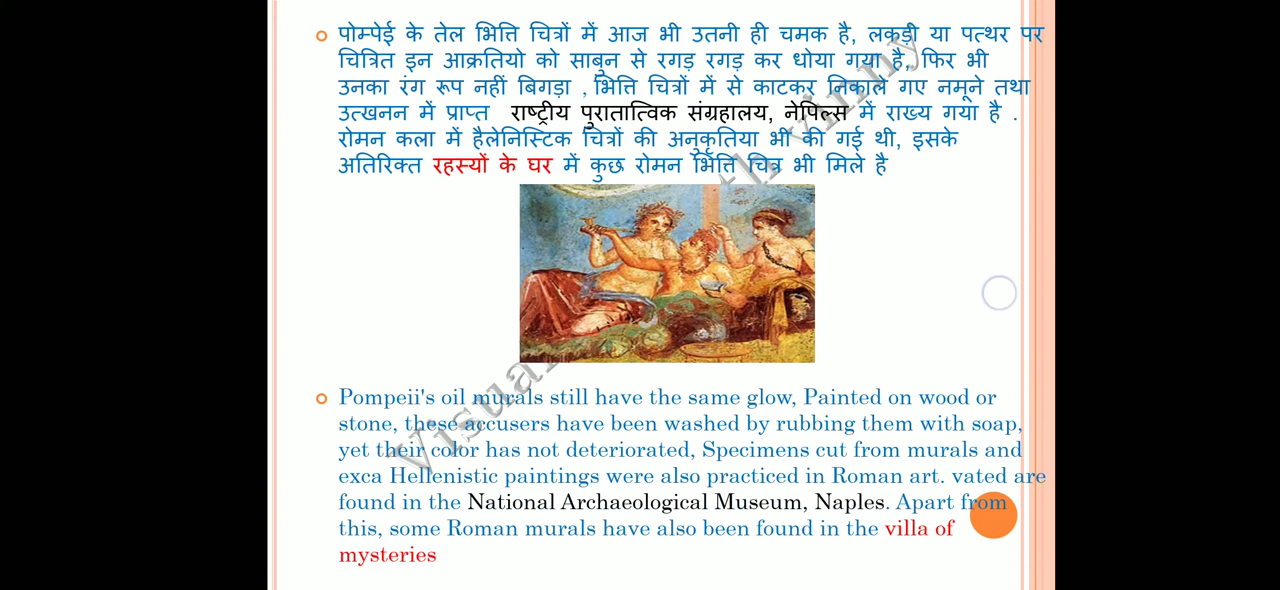 पोम्पेई के तेल भित्ति चित्रों में आज भी उतनी ही चमक है, लकड़ी या पत्थर पर
चित्रित इन आक्रतियो को साबुन से रगड़ रगड़ कर धोया गया है, फिर भी
उनका रंग रूप नहीं बिगड़ा , भित्ति चित्रों में से काटकर निकाले गए नमूने तथा
उत्खनन में प्राप्त राष्ट्रीय पुरातात्विक संग्रहालय, नेपिल्स में राख्य गया है .
रोमन कला में हैलेनिस्टिक चित्रों की अनुकृतिया भी की गई थी, इसके
अतिरिक्त रहस्यों के घर में कुछ रोमन भित्ति चित्र भी मिले है
Pompeii's oil murals still have the same glow, Painted on wood or
stone, these accusers have been washed by rubbing them with soap,
yet their color has not deteriorated, Specimens cut from murals and
exca Hellenistic paintings were also practiced in Roman art. vated are
found in the National Archaeological Museum, Naples. Apart from
this, some Roman murals have also been found in the villa of
mysteries